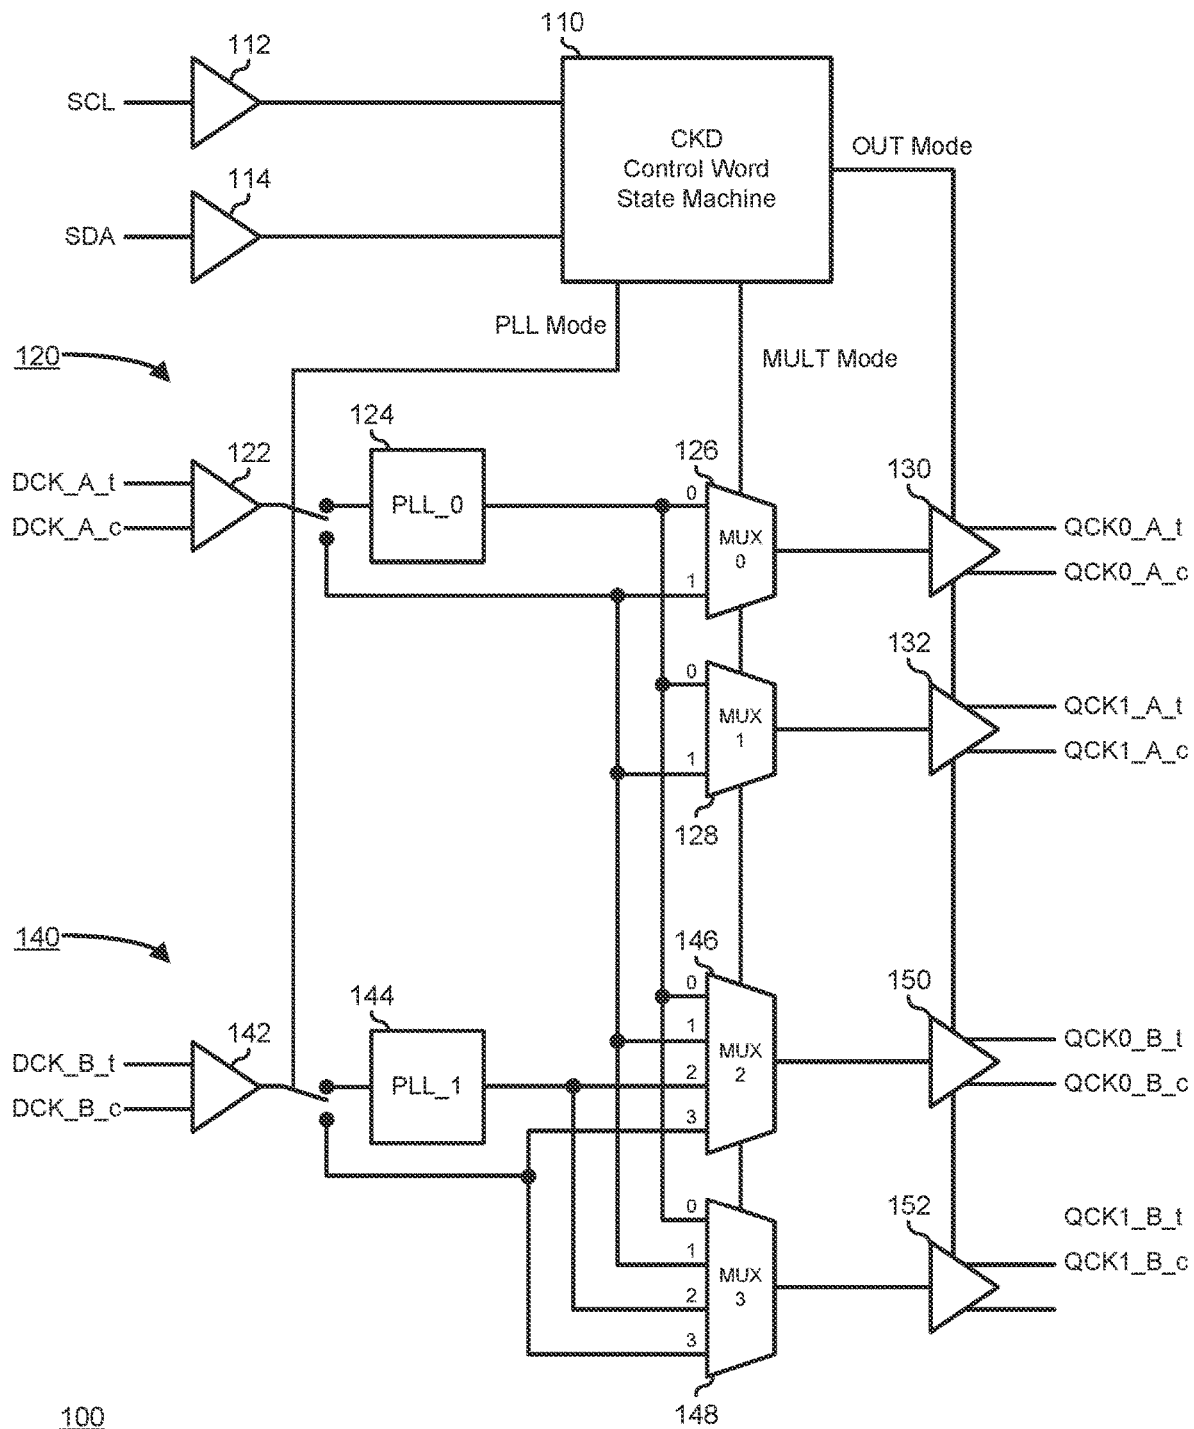 110
112
SCL
CKD
Control Word
State Machine
OUT Mode
114
SDA
PLL Mode
MULT Mode
120
124
122
126
130
DCK_A_t
DCK_A_c
PLL_0
0
MUX
0
1
QCK0_A_t
QCK0_A_c
132
0
MUX
1
1
QCK1_A_t
QCK1_A_c
128
140
146
150
144
142
0
DCK_B_t
DCK_B_c
PLL_1
1
MUX
2
2
3
QCK0_B_t
QCK0_B_c
152
0
QCK1_B_t
QCK1_B_c
1
MUX
3
2
3
148
100